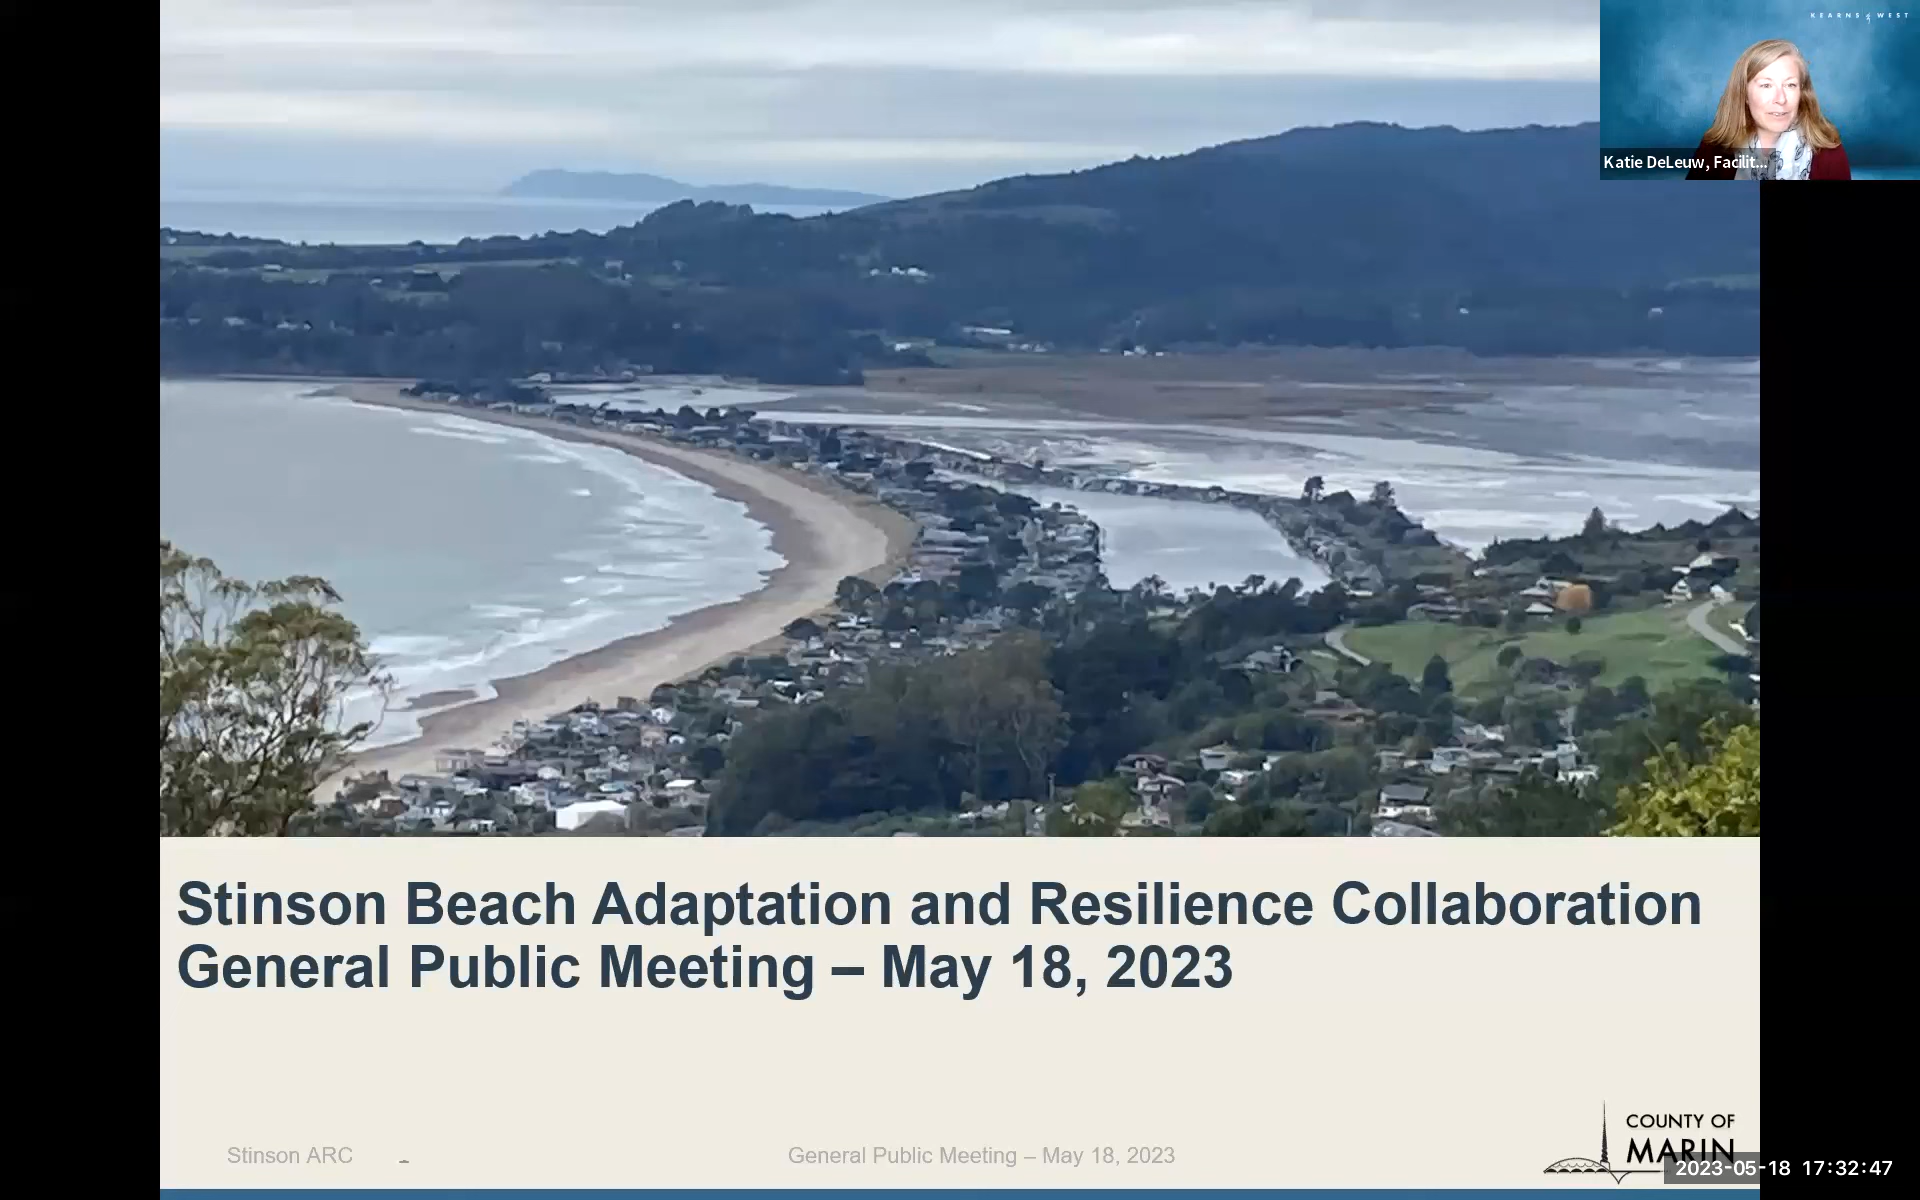 KEARNS & WEST
Katie DeLeuw, Facilit...
Stinson Beach Adaptation and Resilience Collaboration
General Public Meeting – May 18, 2023
Stinson ARC
General Public Meeting – May 18, 2023
COUNTY OF
MARIN
2023-05-18 17:32:47